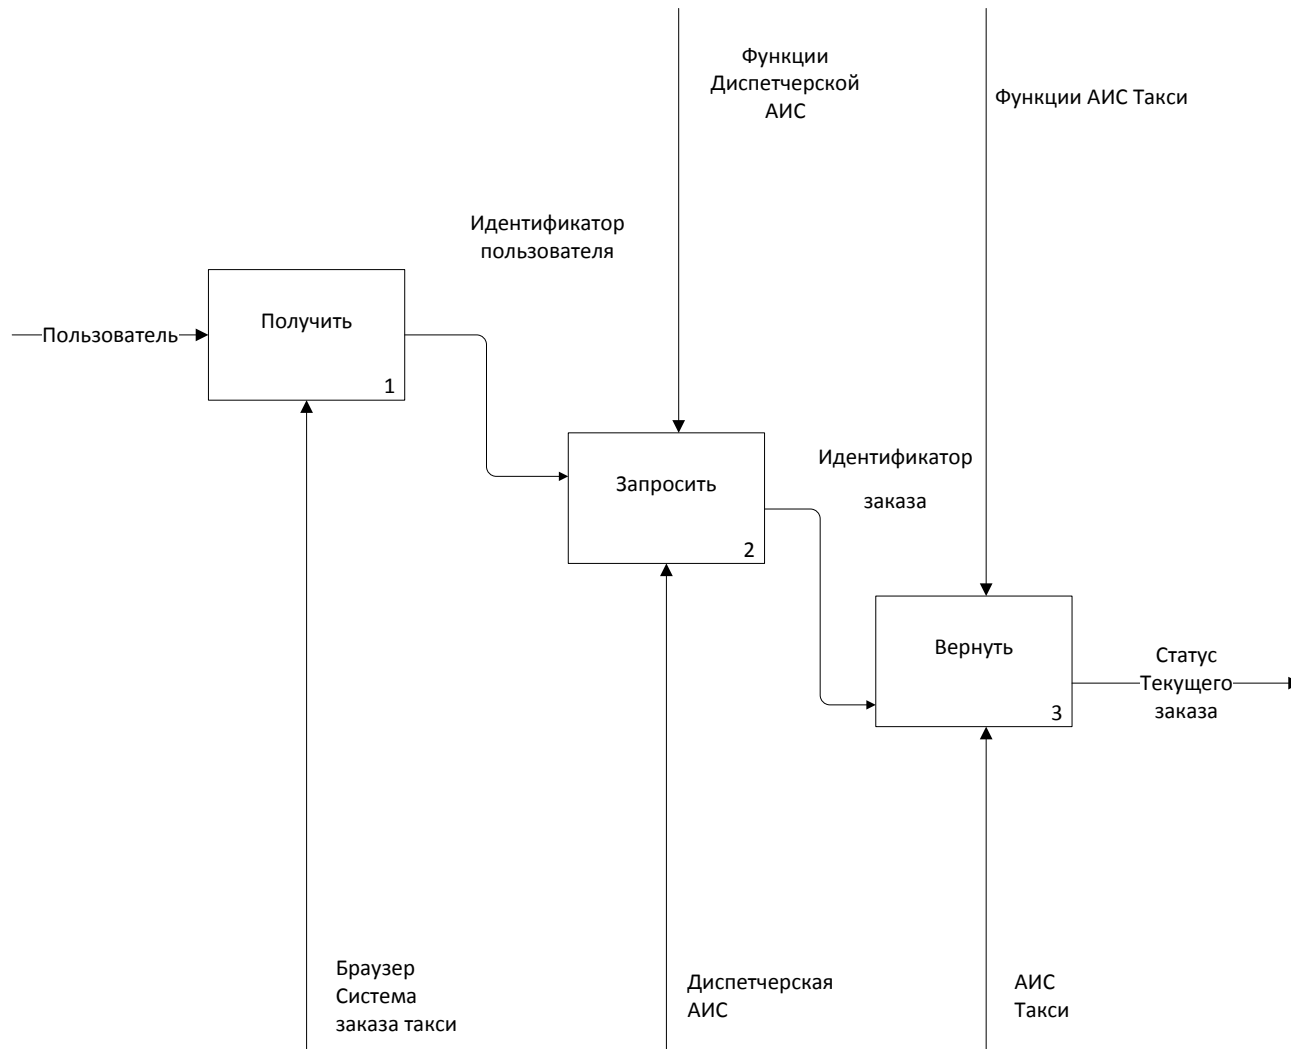 Функции
Диспетчерской
АИС
Функции АИС Такси
Идентификатор
пользователя
Получить
1
Пользователь
Запросить
2
Идентификатор
заказа
Вернуть
3
Статус
Текущего
заказа
Браузер
Система
заказа такси
Диспетчерская
АИС
АИС
Такси